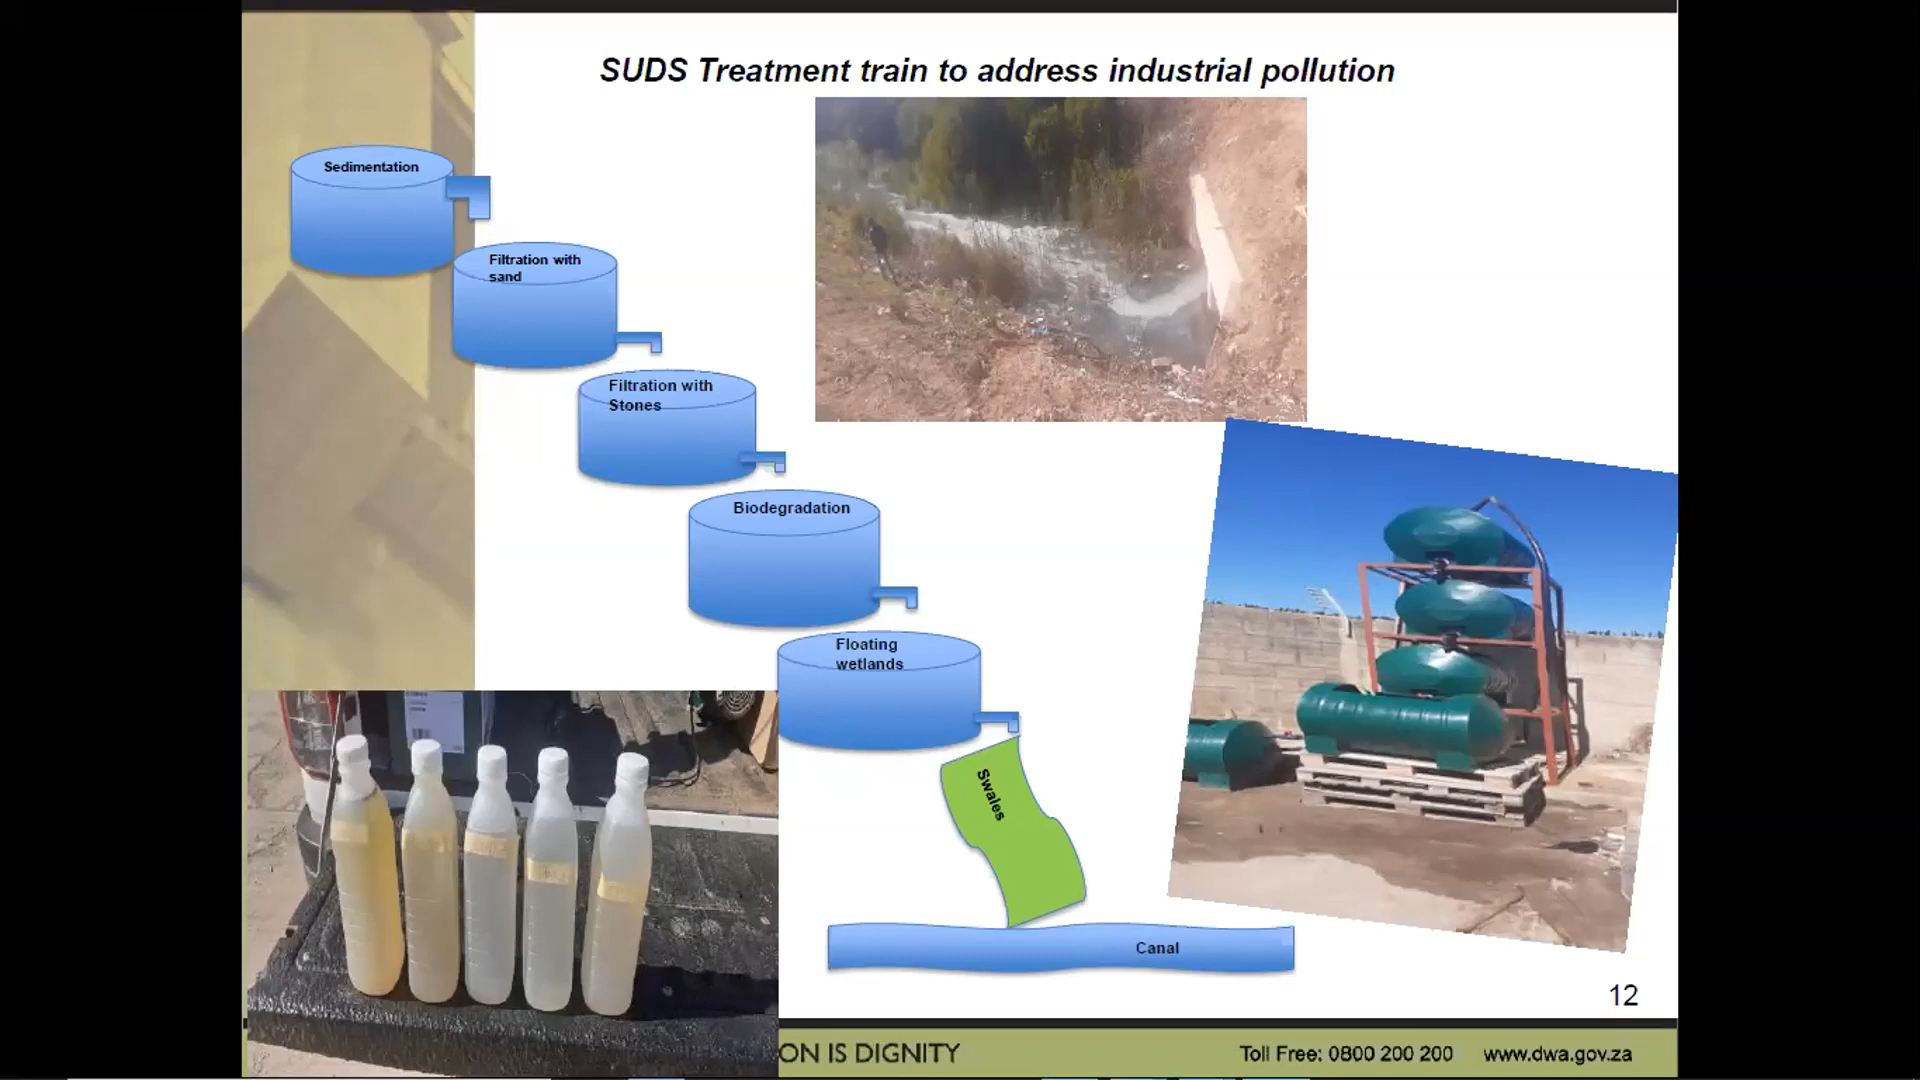 SUDS Treatment train to address industrial pollution
Sedimentation
Filtration with
sand
Filtration with
Stones
Biodegradation
Floating
wetlands
Swales
Canal
12
ON IS DIGNITY
Toll Free: 0800 200 200
www.dwa.gov.za